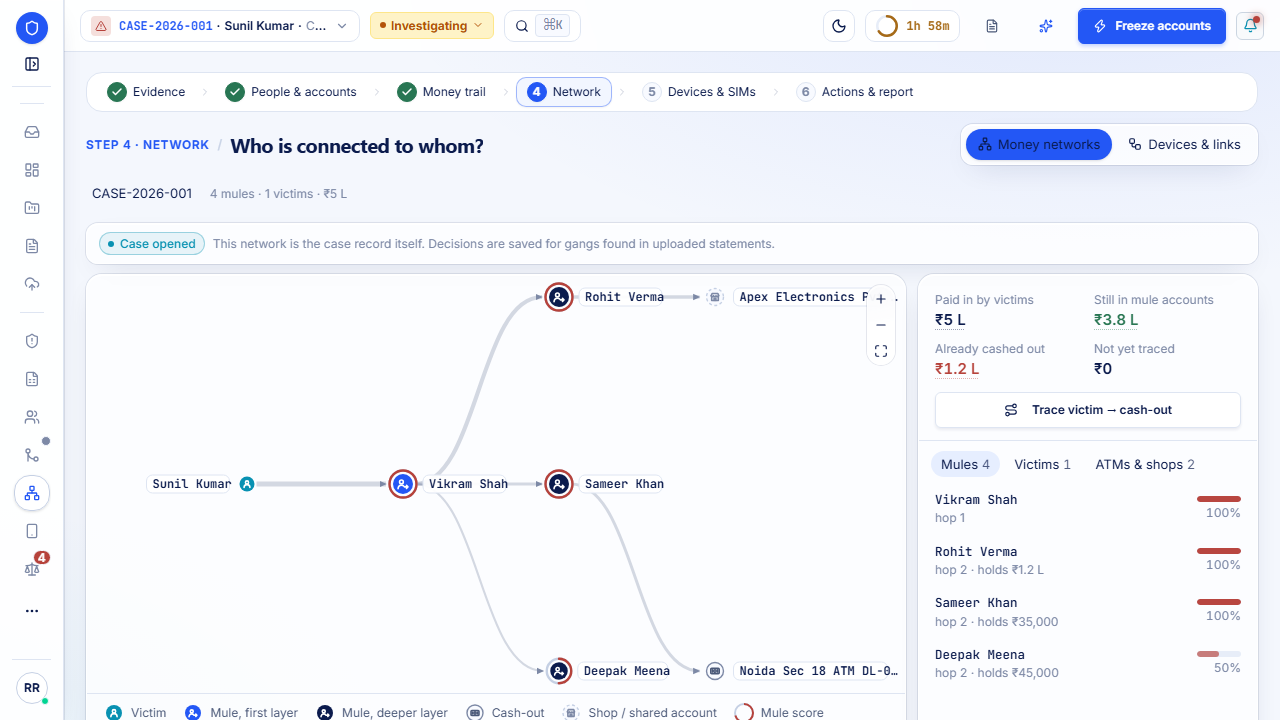 CASE-2026-001 · Sunil Kumar · C...
Investigating
⌘K
1h 58m
Freeze accounts
Evidence
People & accounts
Money trail
4 Network
5 Devices & SIMs
6 Actions & report
STEP 4 · NETWORK / Who is connected to whom?
Money networks
Devices & links
CASE-2026-001 4 mules · 1 victims · ₹5 L
Case opened
This network is the case record itself. Decisions are saved for gangs found in uploaded statements.
Rohit Verma
Apex Electronics
Sunil Kumar
Vikram Shah
Sameer Khan
Deepak Meena
Noida Sec 18 ATM DL-0…
Victim
Mule, first layer
Mule, deeper layer
Cash-out
Shop / shared account
Mule score
Paid in by victims
₹5 L
Still in mule accounts
₹3.8 L
Already cashed out
₹1.2 L
Not yet traced
₹0
Trace victim → cash-out
Mules 4
Victims 1
ATMs & shops 2
Vikram Shah
hop 1
100%
Rohit Verma
hop 2 · holds ₹1.2 L
100%
Sameer Khan
hop 2 · holds ₹35,000
100%
Deepak Meena
hop 2 · holds ₹45,000
50%
4
RR